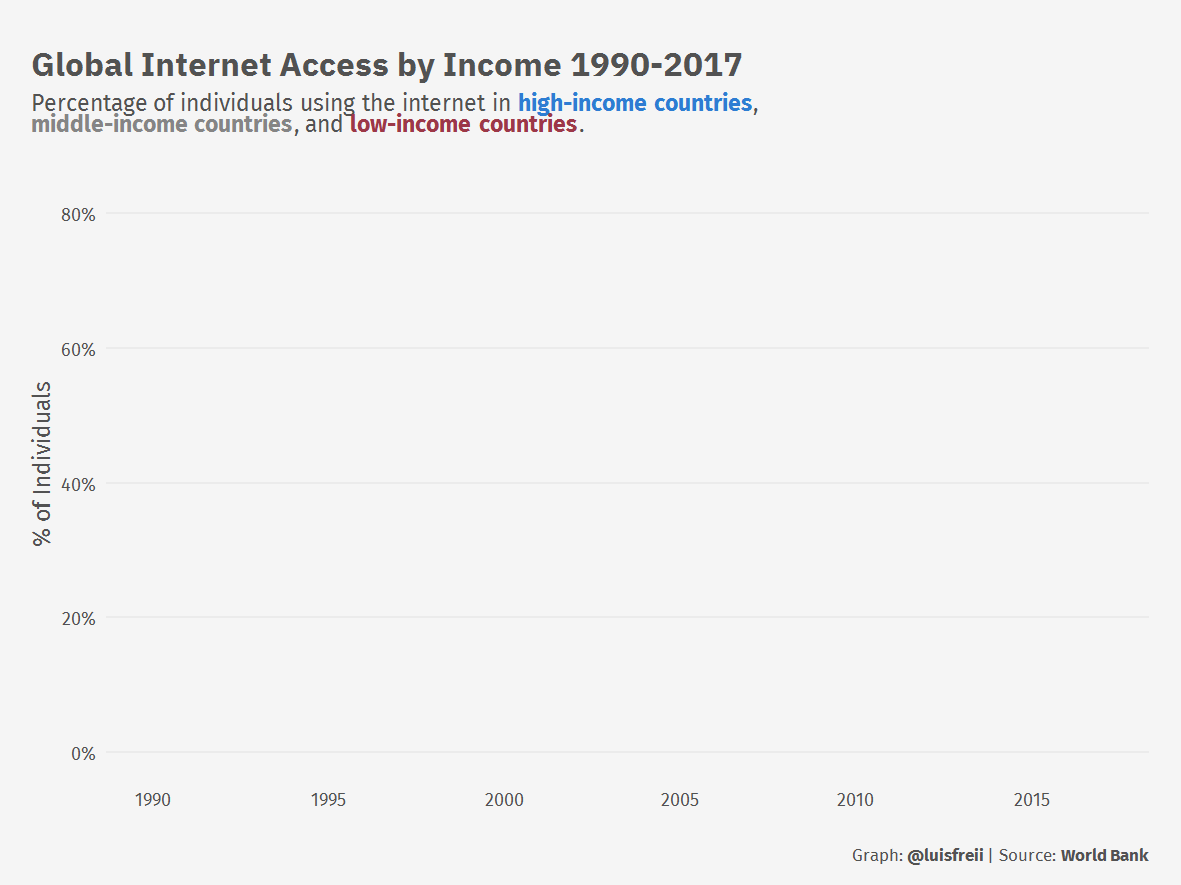 Global Internet Access by Income 1990-2017
Percentage of individuals using the internet in high-income countries,
middle-income countries, and low-income countries.
% of Individuals
80%
60%
40%
20%
0%
1990 1995 2000 2005 2010 2015
Graph: @luisfreii | Source: World Bank